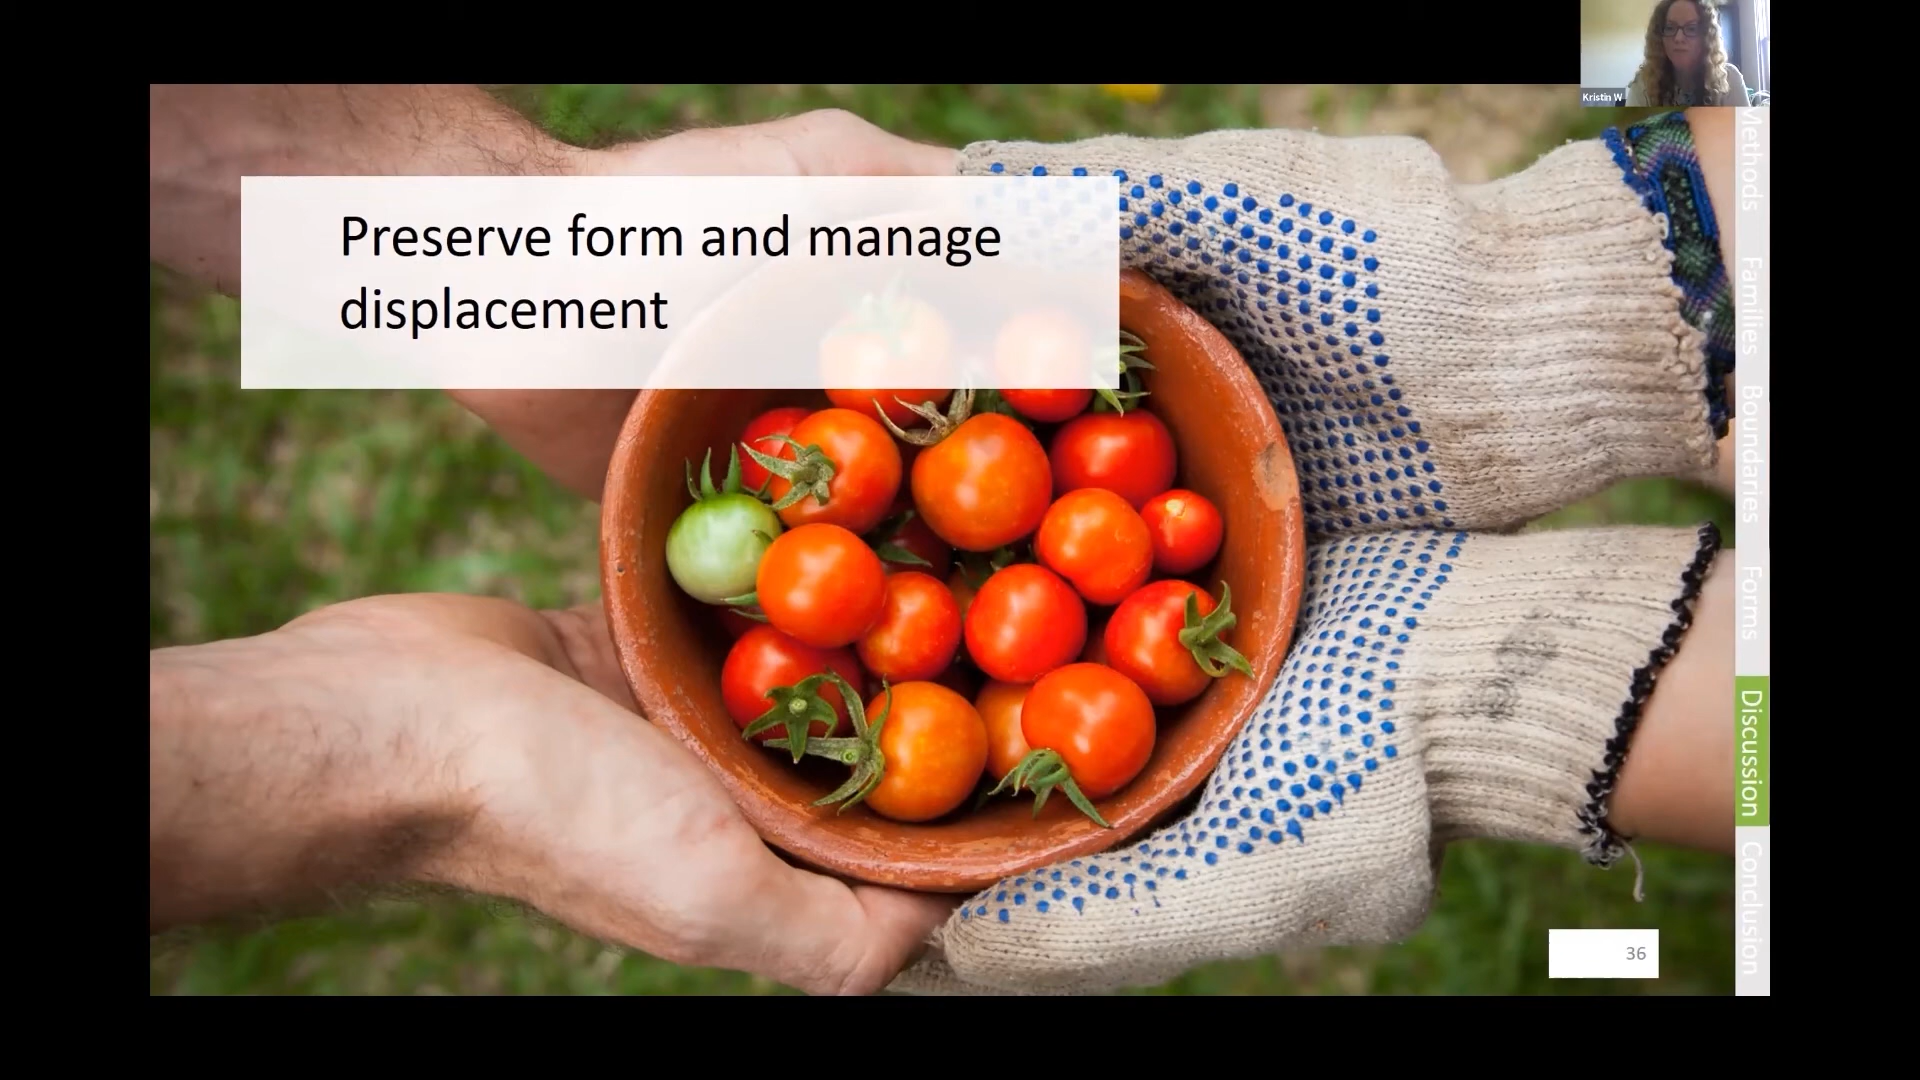 Kristin W
Preserve form and manage
displacement
Methods
Families
Boundaries
Forms
Discussion
Conclusion
36